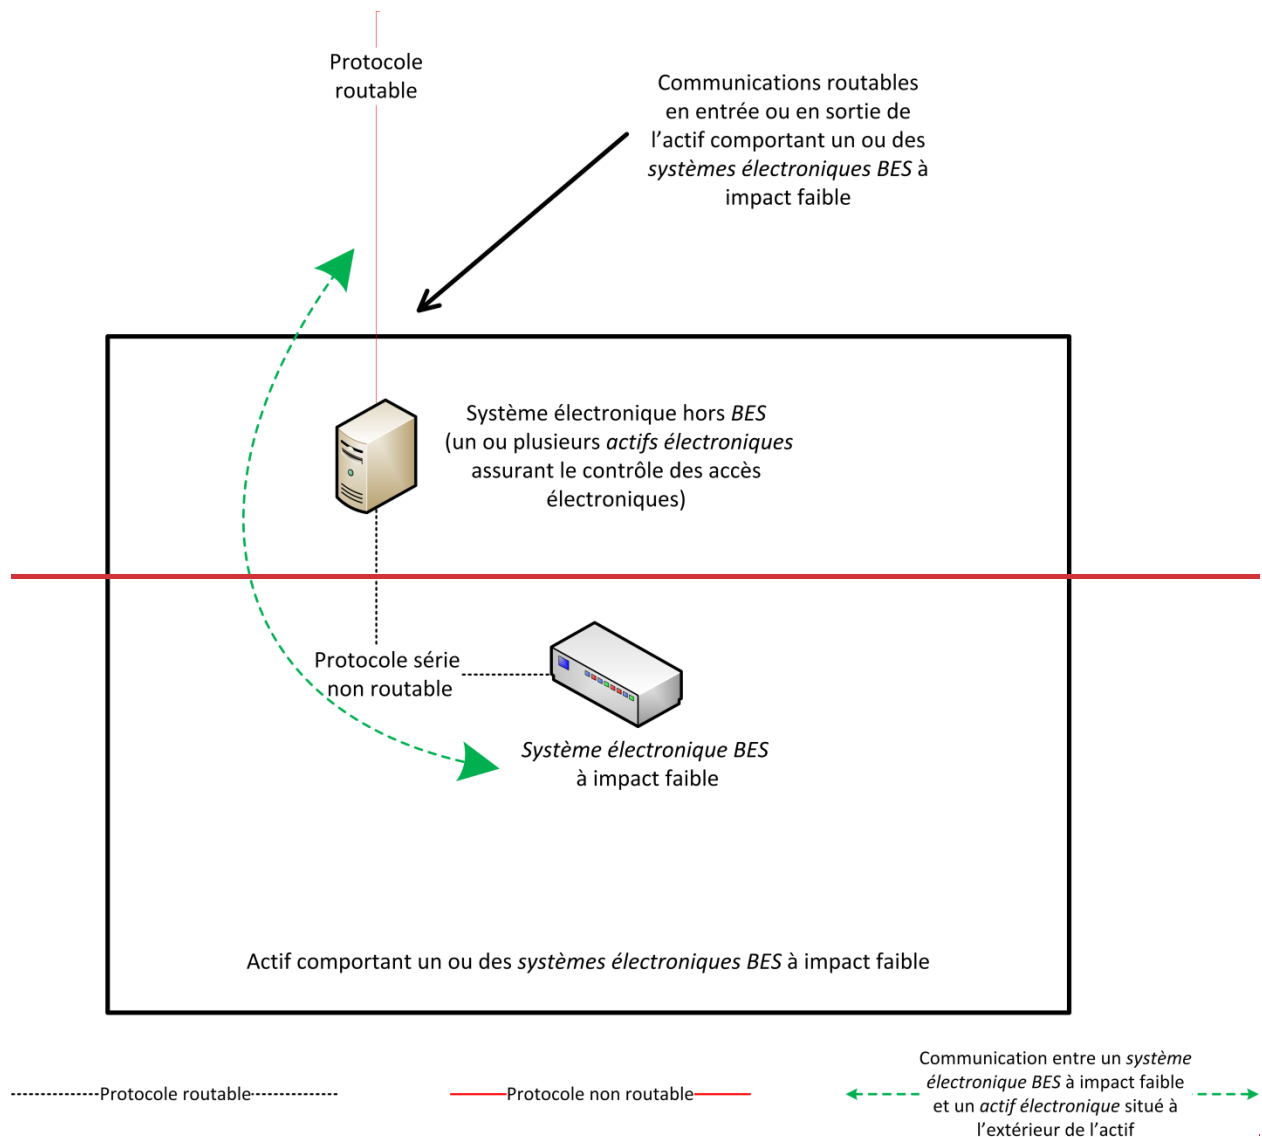 Protocole
routable
Communications routables
en entrée ou en sortie de
l’actif comportant un ou des
systèmes électroniques BES à
impact faible
Système électronique hors BES
(un ou plusieurs actifs électroniques
assurant le contrôle des accès
électroniques)
Protocole série
non routable
Système électronique BES
à impact faible
Actif comportant un ou des systèmes électroniques BES à impact faible
Protocole routable
Protocole non routable
Communication entre un système
électronique BES à impact faible
et un actif électronique situé à
l’extérieur de l’actif